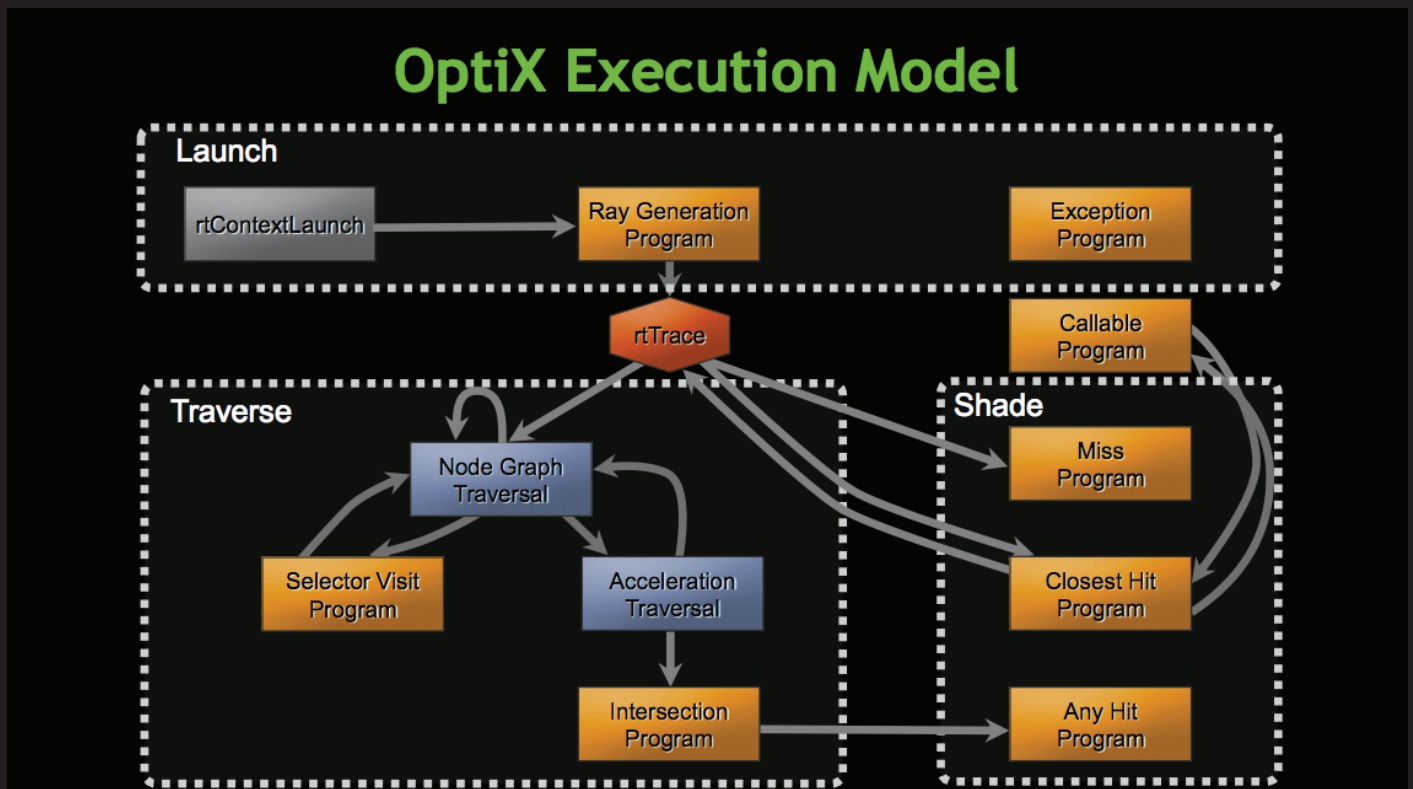 OptiX Execution Model
Launch
rtContextLaunch
Ray Generation
Program
Exception
Program
rtTrace
Callable
Program
Traverse
Shade
Node Graph
Traversal
Miss
Program
Selector Visit
Program
Acceleration
Traversal
Closest Hit
Program
Intersection
Program
Any Hit
Program